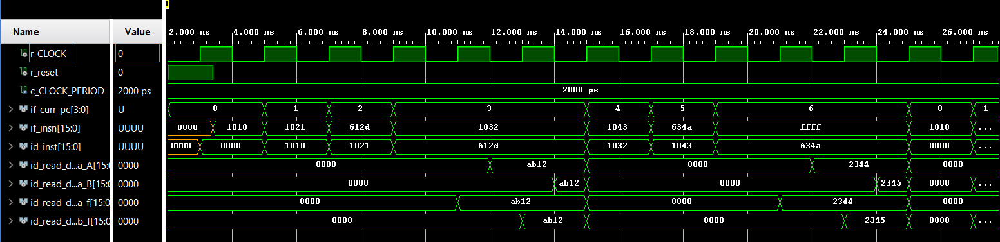 Name Value 2.000 ns 4.000 ns 6.000 ns 8.000 ns 10.000 ns 12.000 ns 14.000 ns 16.000 ns 18.000 ns 20.000 ns 22.000 ns 24.000 ns 26.000 ns
r_CLOCK 0
r_reset 0
c_CLOCK_PERIOD 2000 ps 2000 ps
if_curr_pc[3:0] U 0 1 2 3 4 5 6 0 1
if_insn[15:0] UUUU UUUU 1010 1021 612d 1032 1043 634a ffff 1010 ...
id_inst[15:0] UUUU UUUU 0000 1010 1021 612d 1032 1043 634a 0000 ...
id_read_d...a_A[15:0 0000 0000 ab12 0000 2344 0000
id_read_d...a_B[15:0 0000 0000 ab12 0000 2345 0000 ...
id_read_d...a_f[15:0 0000 0000 ab12 0000 2344 0000
id_read_d...b_f[15:0 0000 0000 ab12 0000 2345 0000 ...